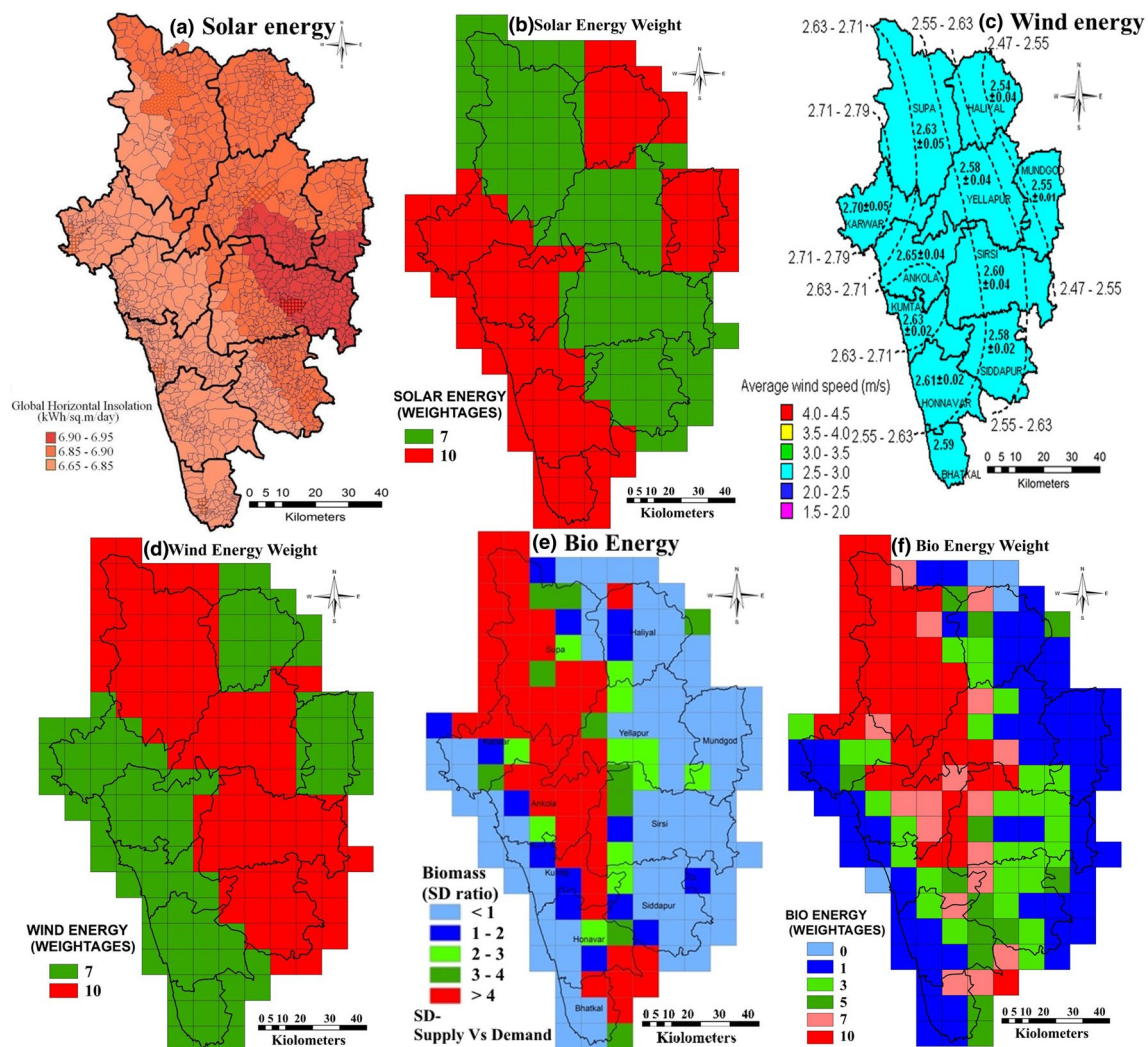 (a) Solar energy
N
W E
S
Global Horizontal Insolation
(kWh/sq.m/day)
6.90 - 6.95
6.85 - 6.90
6.65 - 6.85
0 5 10 20 30 40
Kilometers
(b) Solar Energy Weight
N
W E
S
SOLAR ENERGY
(WEIGHTAGES)
7
10
0 5 10 20 30 40
Kiolometers
(c) Wind energy
2.63 - 2.71
2.55 - 2.63
2.47 - 2.55
N
W E
S
2.54
±0.04
SUPA
HALIYAL
2.71 - 2.79
2.63
±0.05
2.58
±0.04
MUNDGOD
2.55
±0.01
2.70±0.05
KARWAR
YELLAPUR
2.65±0.04
SIRSI
2.71 - 2.79
ANKOLA
2.60
±0.04
2.63 - 2.71
2.47 - 2.55
KUMTA
2.63
±0.02
2.58
±0.02
2.63 - 2.71
SIDDAPUR
2.61±0.02
HONNAVAR
Average wind speed (m/s)
4.0 - 4.5
3.5 - 4.0
3.0 - 3.5
2.5 - 3.0
2.0 - 2.5
1.5 - 2.0
2.55 - 2.63
2.55 - 2.63
2.59
BHATKAL
0 5 10 20 30 40
Kilometers
(d) Wind Energy Weight
N
W E
S
WIND ENERGY
(WEIGHTAGES)
7
10
0 5 10 20 30 40
Kiolometers
(e) Bio Energy
N
W E
S
Haliyal
Supa
Yellapur
Mundgod
Ankola
Sirsi
Siddapur
Honavar
Bhatkal
Biomass
(SD ratio)
< 1
1 - 2
2 - 3
3 - 4
> 4
SD-
Supply Vs Demand
0 5 10 20 30 40
Kiolometers
(f) Bio Energy Weight
N
W E
S
BIO ENERGY
(WEIGHTAGES)
0
1
3
5
7
10
0 5 10 20 30 40
Kiolometers